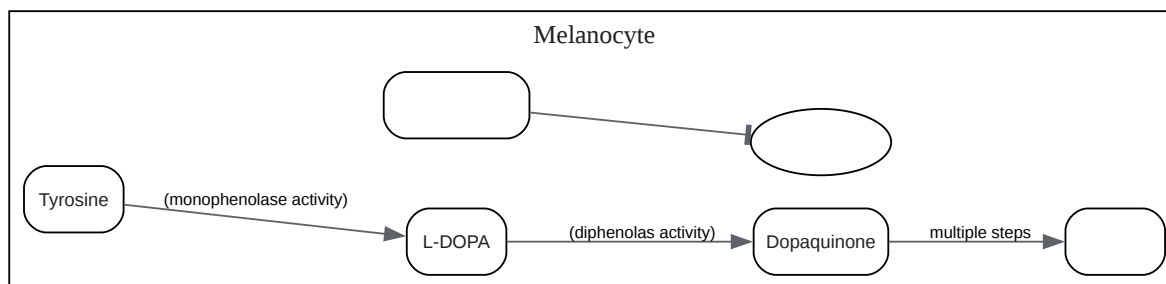 Melanocyte
Tyrosine
(monophenolase activity)
L-DOPA
(diphenolas activity)
Dopaquinone
multiple steps